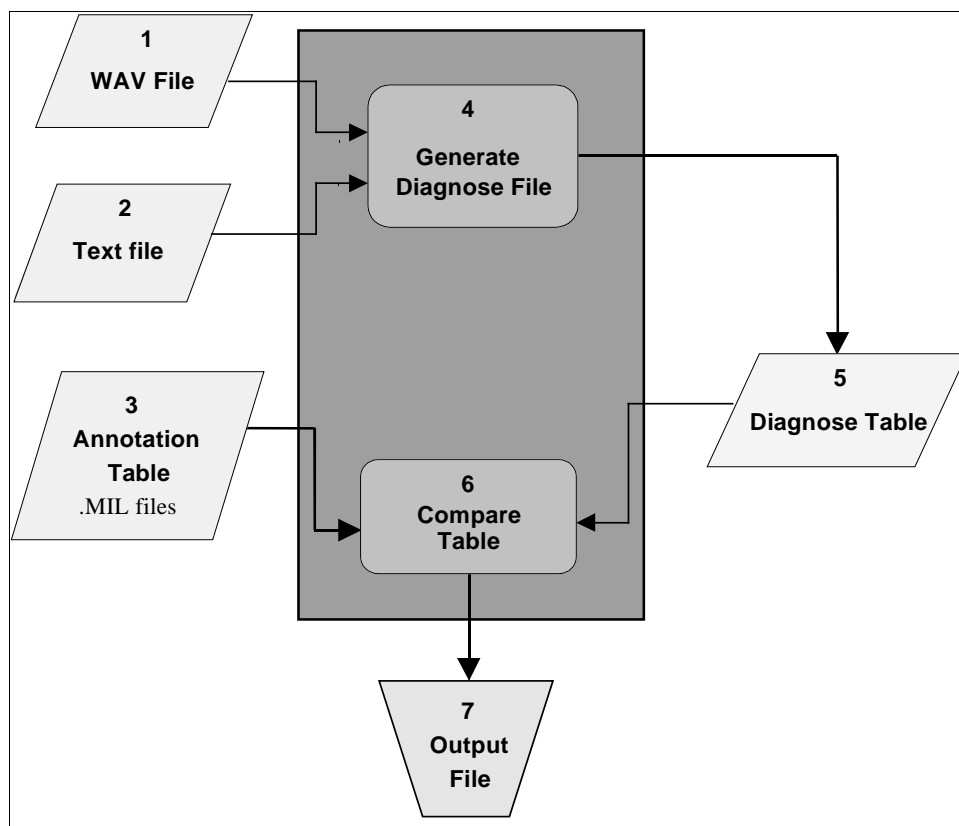 1
WAV File
2
Text file
3
Annotation
Table
.MIL files
4
Generate
Diagnose File
5
Diagnose Table
6
Compare
Table
7
Output
File